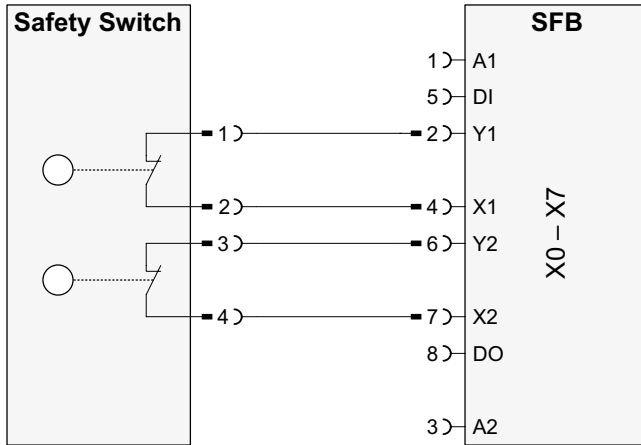 Safety Switch
SFB
1 A1
5 DI
1 2 Y1
2 4 X1
3 6 Y2
4 7 X2
8 DO
3 A2
X0 – X7